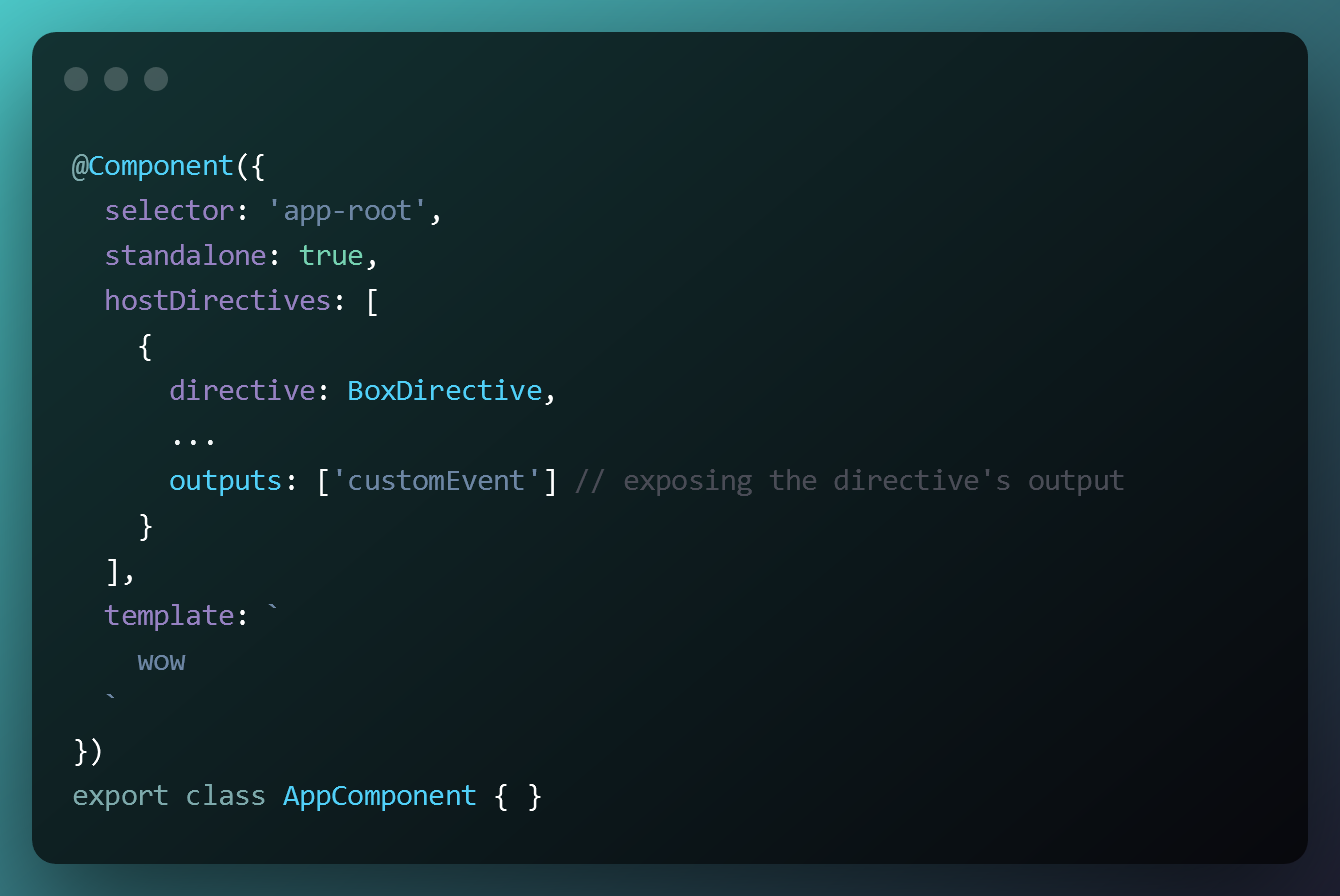 @Component({
  selector: 'app-root',
  standalone: true,
  hostDirectives: [
    {
      directive: BoxDirective,
      ...
      outputs: ['customEvent'] // exposing the directive's output
    }
  ],
  template: `
    wow
  `
})
export class AppComponent { }